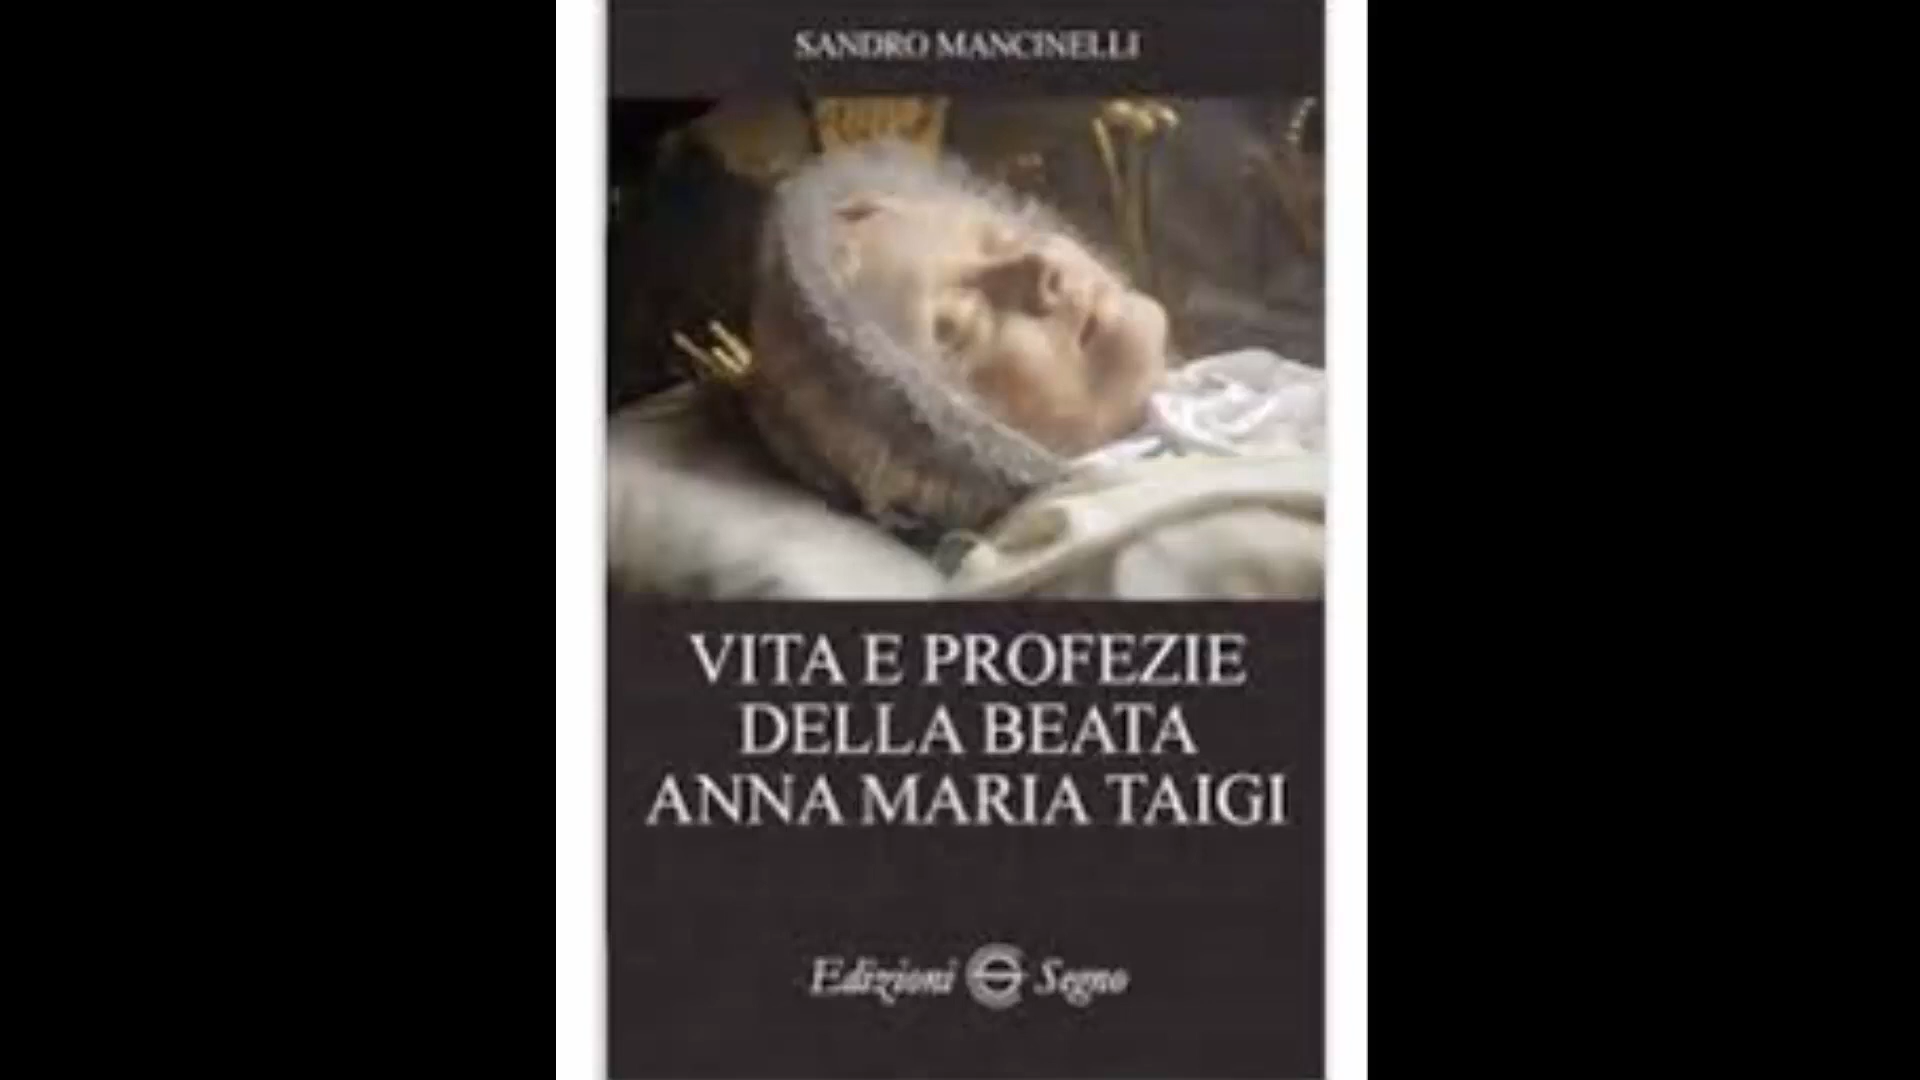 SANDRO MANCINELLI
VITA E PROFEZIE
DELLA BEATA
ANNA MARIA TAIGI
Edizioni Segno